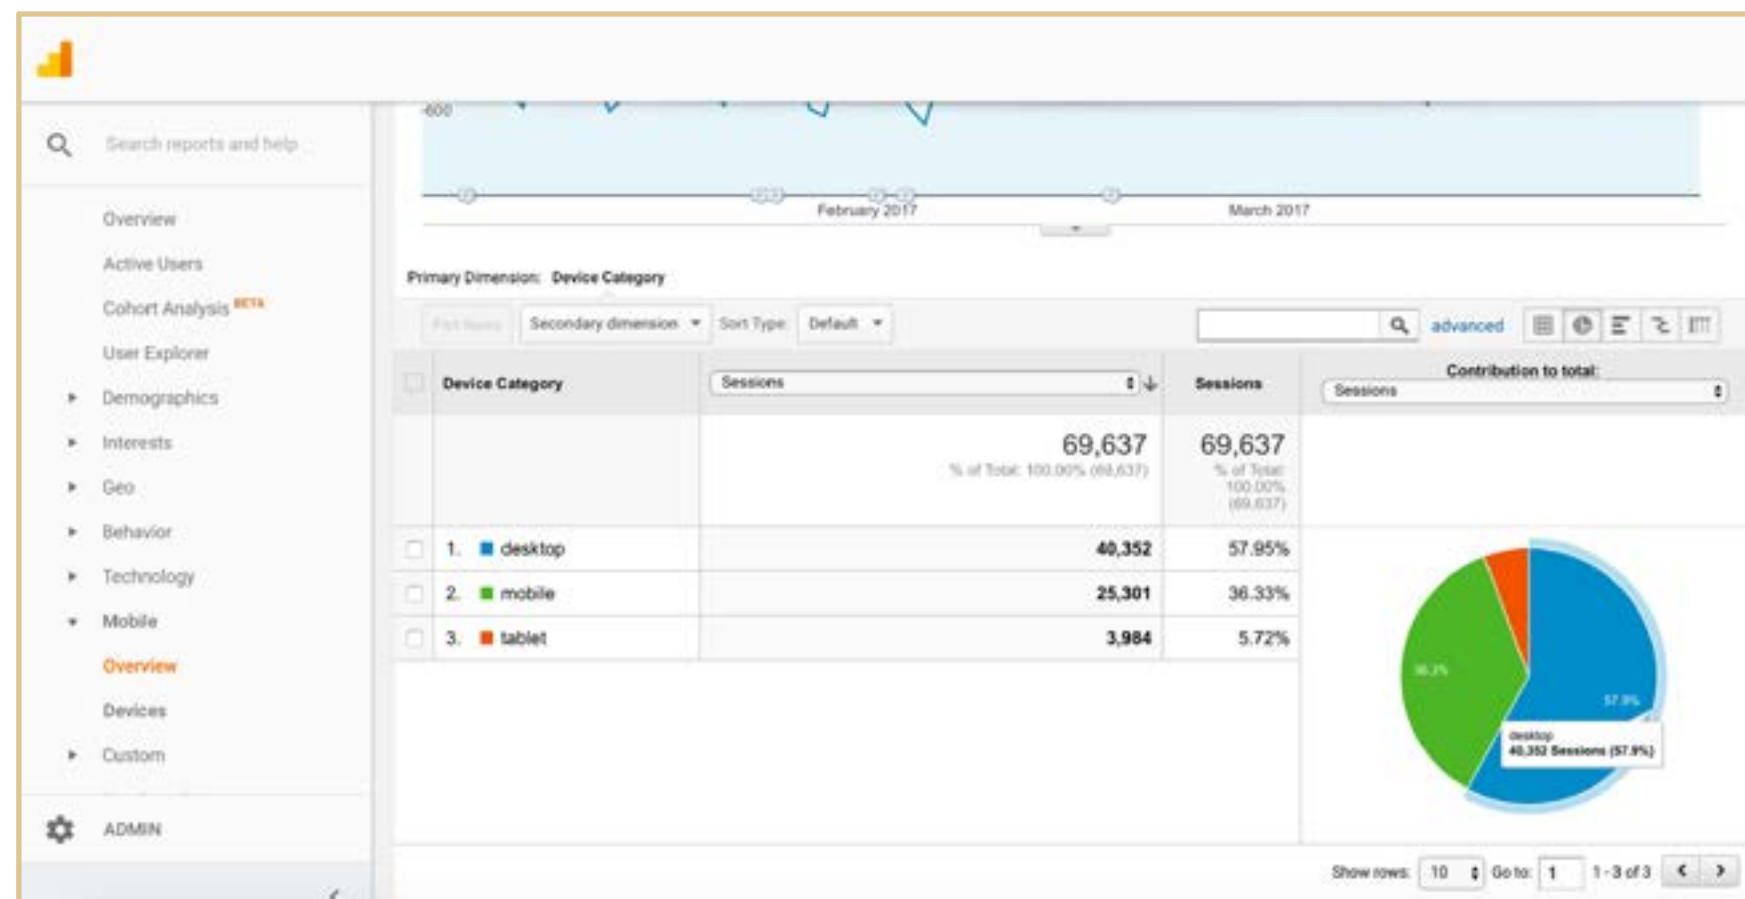 Search reports and help
-600
February 2017
March 2017
Overview
Active Users
Cohort Analysis BETA
User Explorer
Demographics
Interests
Geo
Behavior
Technology
Mobile
Overview
Devices
Custom
ADMIN
Primary Dimension: Device Category
Plot Rows Secondary dimension Sort Type: Default advanced
Device Category Sessions Sessions Contribution to total:
Sessions
69,637 69,637
% of Total: 100.00% (69,637) % of Total:
100.00%
(69,637)
1. desktop 40,352 57.95%
2. mobile 25,301 36.33%
3. tablet 3,984 5.72%
36.3%
57.9%
desktop
40,352 Sessions (57.9%)
Show rows: 10 Go to: 1 1 - 3 of 3